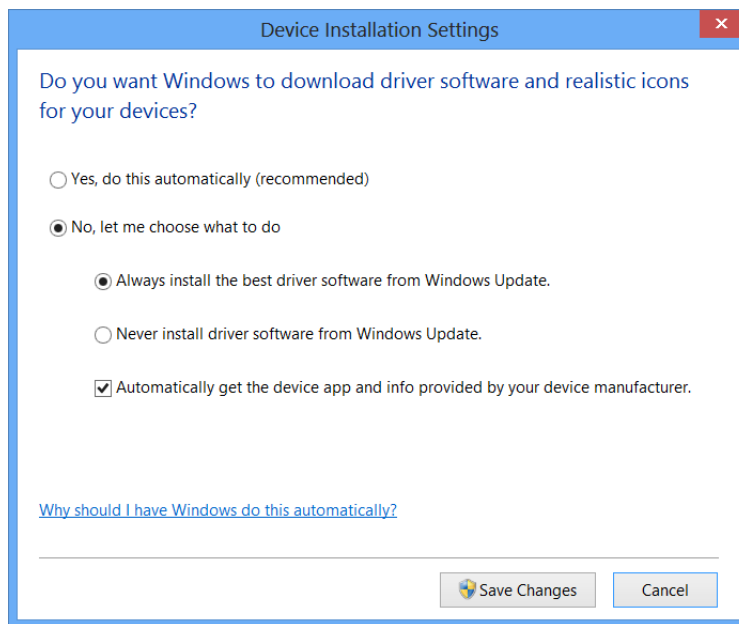 Device Installation Settings
Do you want Windows to download driver software and realistic icons
for your devices?
Yes, do this automatically (recommended)
No, let me choose what to do
Always install the best driver software from Windows Update.
Never install driver software from Windows Update.
Automatically get the device app and info provided by your device manufacturer.
Why should I have Windows do this automatically?
Save Changes
Cancel